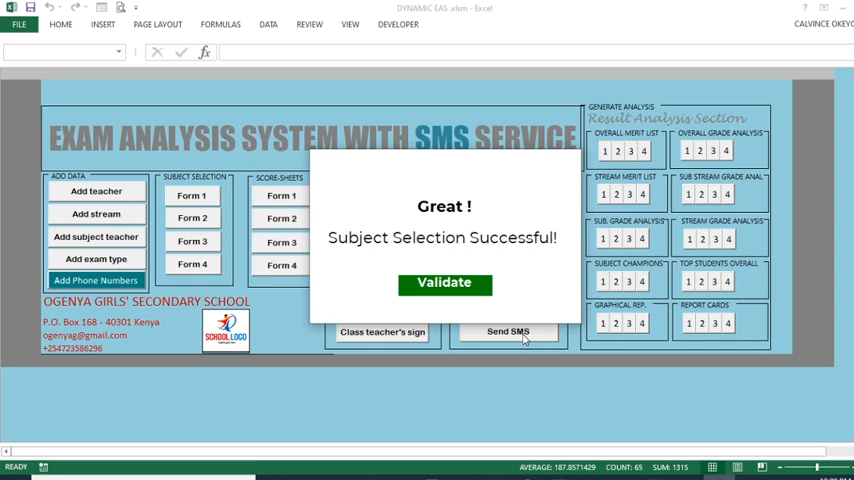 DYNAMIC EAS .xlsm - Excel
FILE HOME INSERT PAGE LAYOUT FORMULAS DATA REVIEW VIEW DEVELOPER CALVINCE OKEYO
fx
EXAM ANALYSIS SYSTEM WITH SMS SERVICE
ADD DATA
Add teacher
Add stream
Add subject teacher
Add exam type
Add Phone Numbers
SUBJECT SELECTION
Form 1
Form 2
Form 3
Form 4
SCORE-SHEETS
Form 1
Form 2
Form 3
Form 4
Great !
Subject Selection Successful!
Validate
Class teacher's sign
Send SMS
OGENYA GIRLS' SECONDARY SCHOOL
P.O. Box 168 - 40301 Kenya
ogenyag@gmail.com
+254723586296
SCHOOL LOGO
GENERATE ANALYSIS
Result Analysis Section
OVERALL MERIT LIST
1 2 3 4
OVERALL GRADE ANALYSIS
1 2 3 4
STREAM MERIT LIST
1 2 3 4
SUB STREAM GRADE ANAL
1 2 3 4
SUB. GRADE ANALYSIS
1 2 3 4
STREAM GRADE ANALYSIS
1 2 3 4
SUBJECT CHAMPIONS
1 2 3 4
TOP STUDENTS OVERALL
1 2 3 4
GRAPHICAL REP.
1 2 3 4
REPORT CARDS
1 2 3 4
READY AVERAGE: 187.8571429 COUNT: 65 SUM: 1315